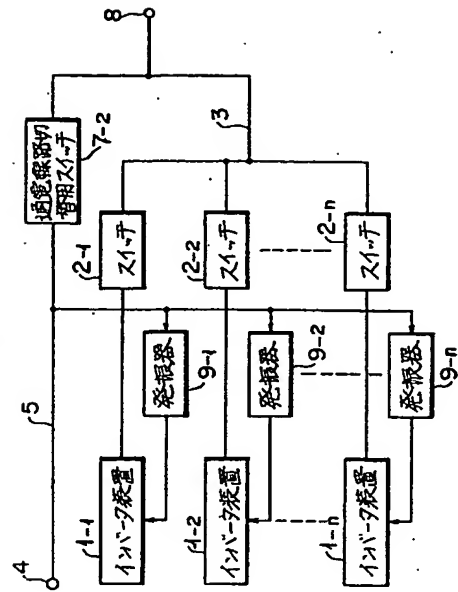 8
過電線路切
替用スイッチ
7-2
3
5
4
スイッチ
2-1
スイッチ
2-2
スイッチ
2-n
発振器
9-1
発振器
9-2
発振器
9-n
インバータ装置
1-1
インバータ装置
1-2
インバータ装置
1-n